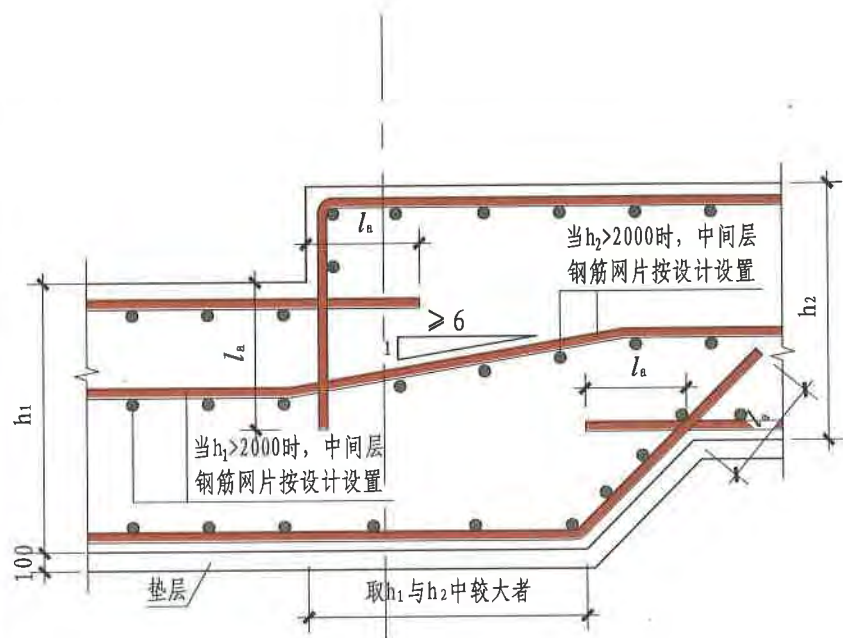 lₐ
当h₂>2000时，中间层
钢筋网片按设计设置
≥6
1
h₂
lₐ
lₐ
h₁
当h₁>2000时，中间层
钢筋网片按设计设置
lₐ
100
垫层
取h₁与h₂中较大者